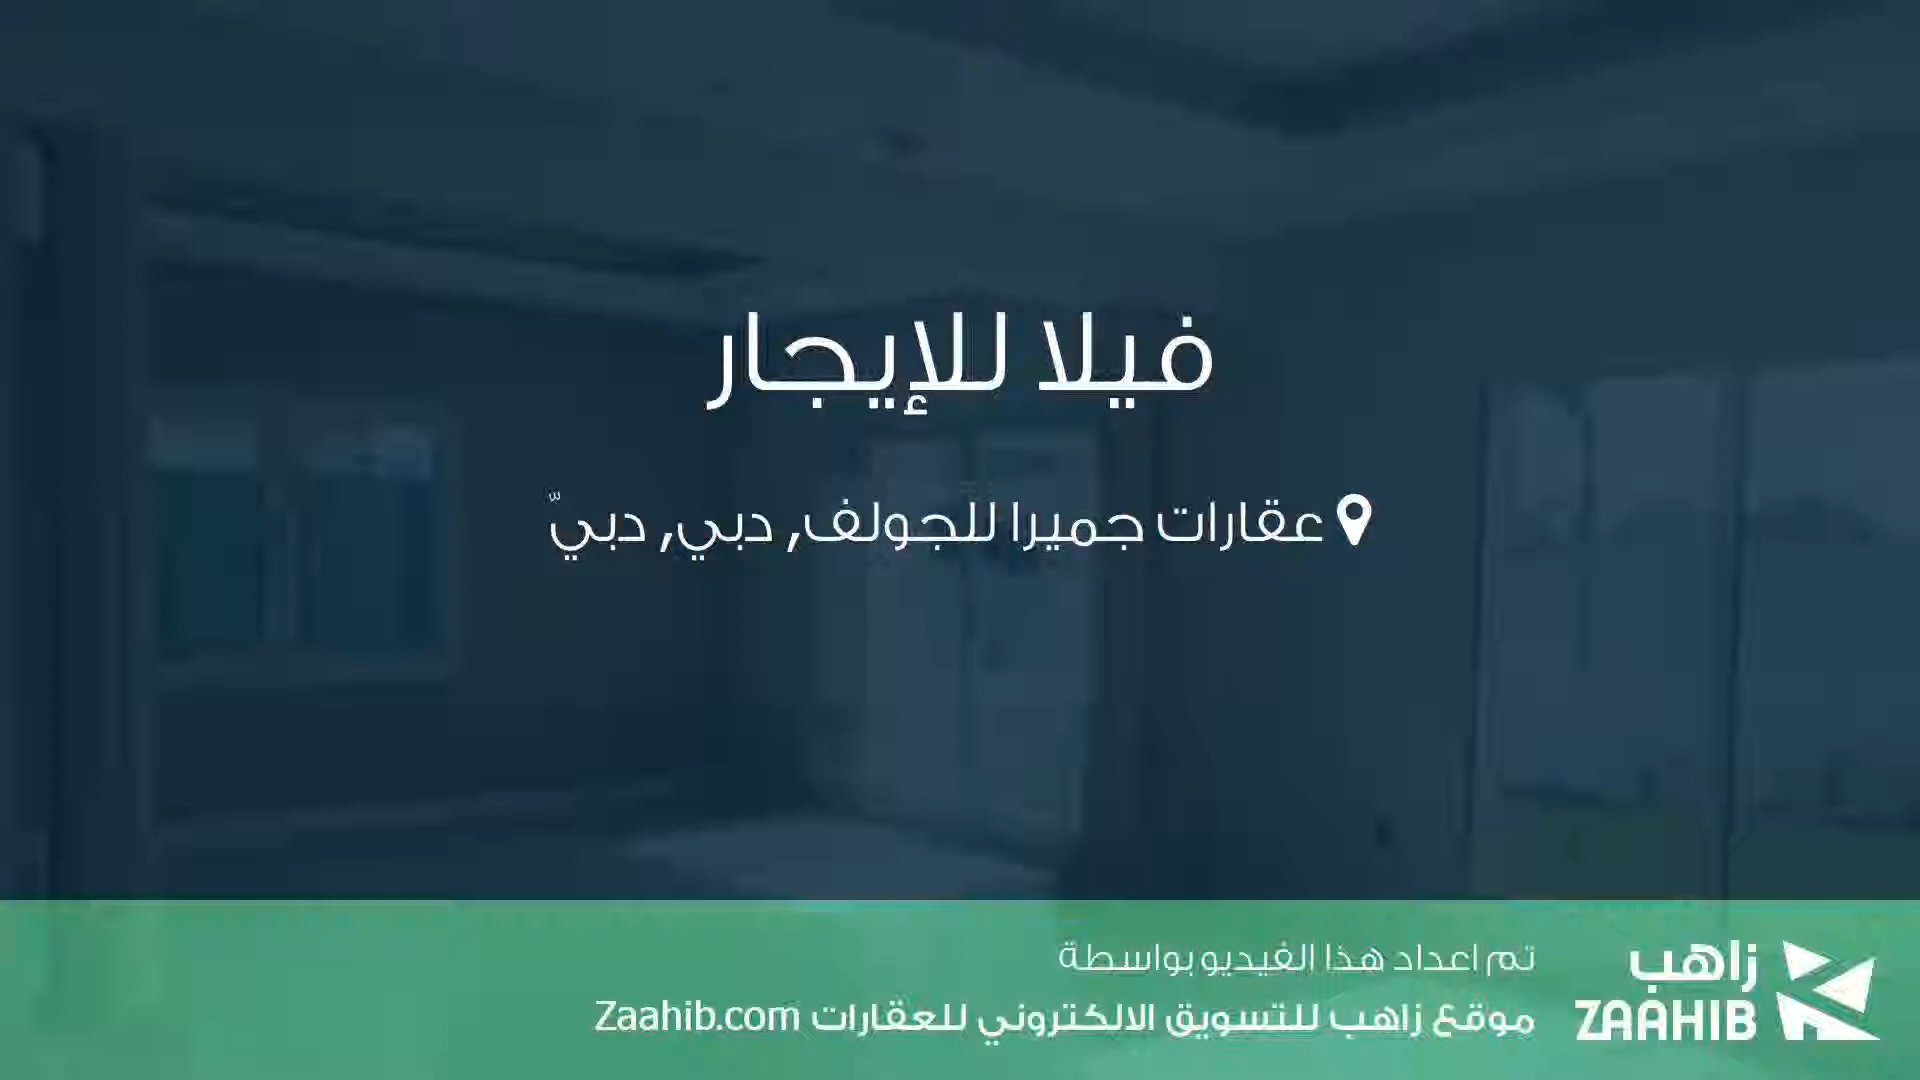 فيلا للإيجار
عقارات جميرا للجولف, دبي, دبيّ
تم اعداد هذا الفيديو بواسطة
موقع زاهب للتسويق الالكتروني للعقارات Zaahib.com
زاهب
ZAAHIB